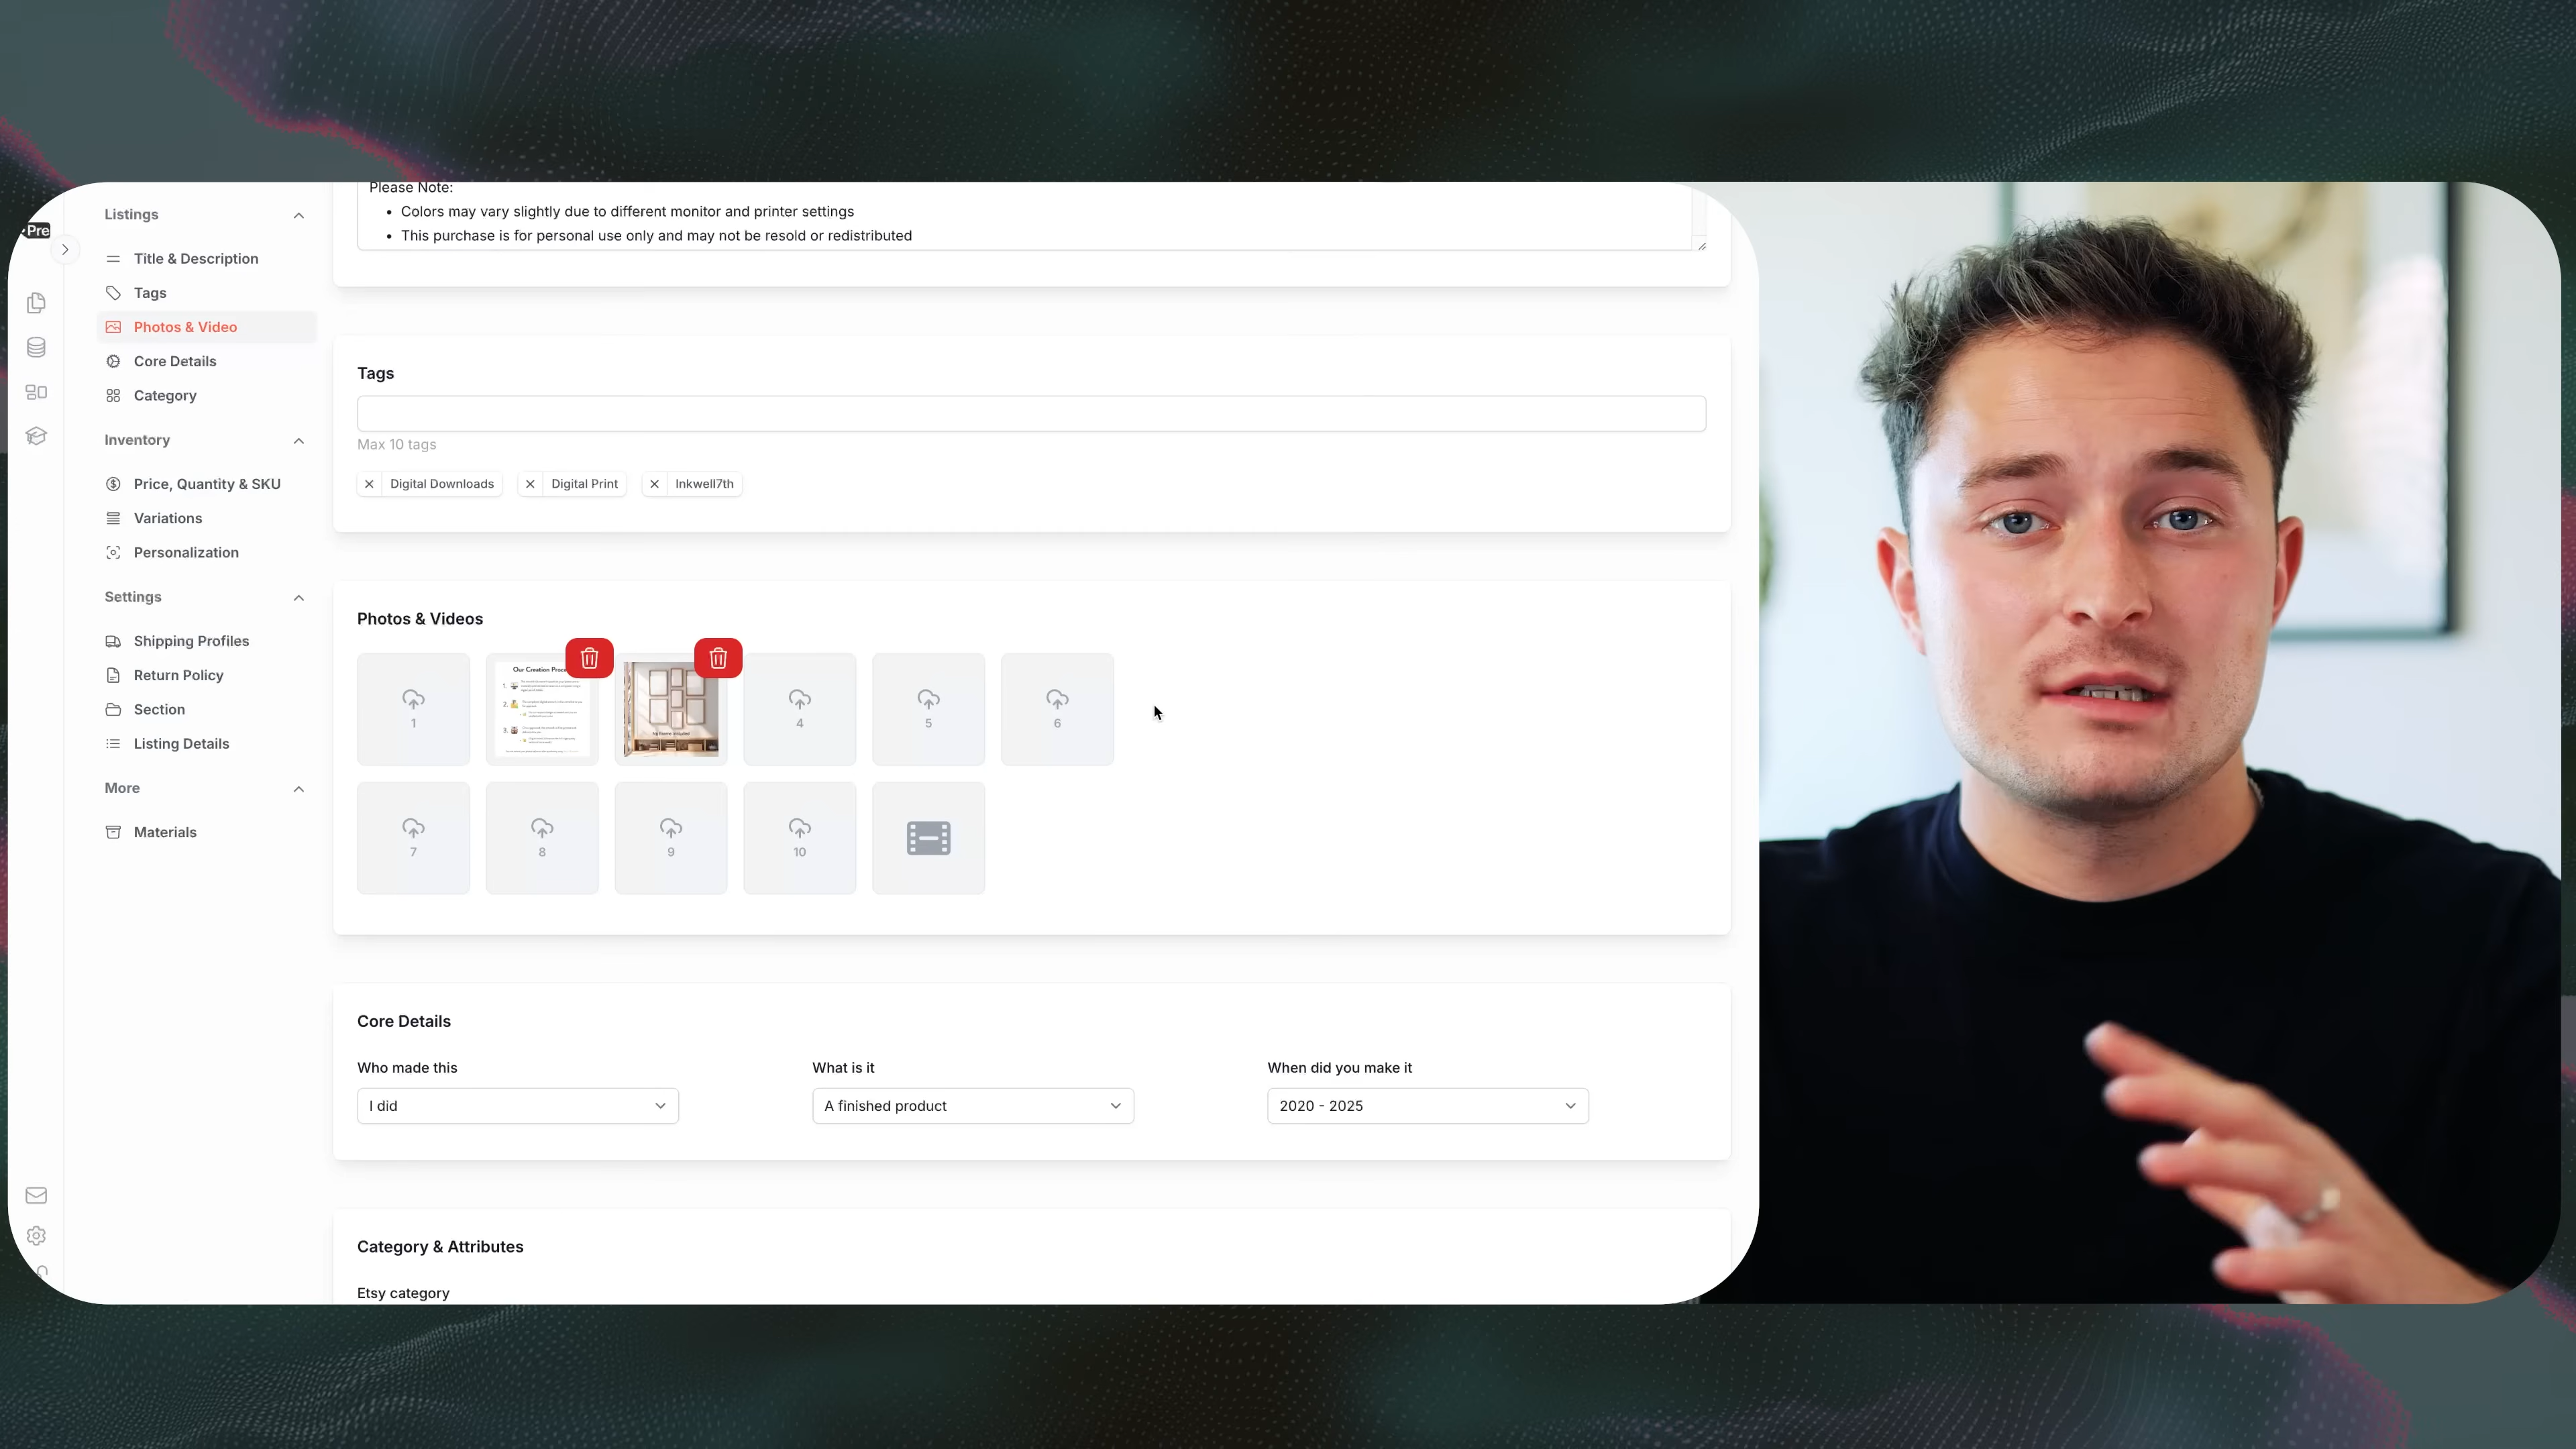 Pre
Listings
Title & Description
Tags
Photos & Video
Core Details
Category
Inventory
Price, Quantity & SKU
Variations
Personalization
Settings
Shipping Profiles
Return Policy
Section
Listing Details
More
Materials
Please Note:
• Colors may vary slightly due to different monitor and printer settings
• This purchase is for personal use only and may not be resold or redistributed
Tags
Max 10 tags
Digital Downloads
Digital Print
Inkwell7th
Photos & Videos
1
Our Creation
4
5
6
7
8
9
10
Core Details
Who made this
What is it
When did you make it
I did
A finished product
2020 - 2025
Category & Attributes
Etsy category